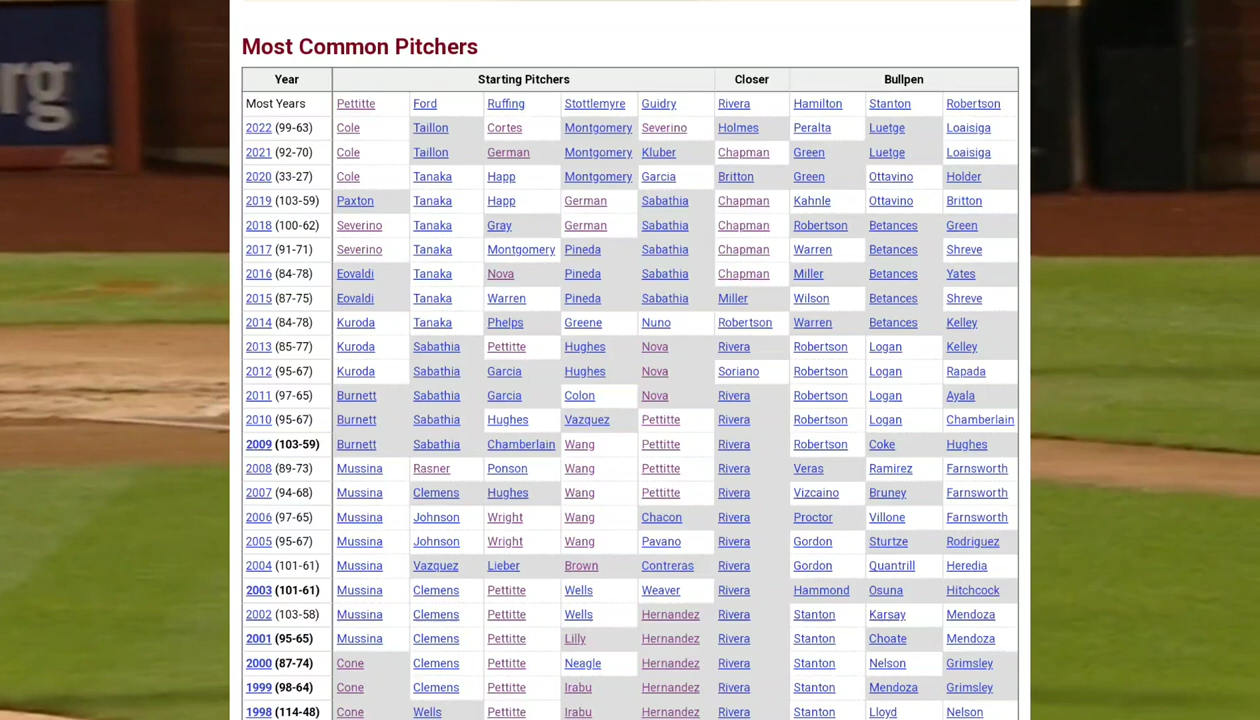 rg
Most Common Pitchers
Year Starting Pitchers Closer Bullpen
Most Years Pettitte Ford Ruffing Stottlemyre Guidry Rivera Hamilton Stanton Robertson
2022 (99-63) Cole Taillon Cortes Montgomery Severino Holmes Peralta Luetge Loaisiga
2021 (92-70) Cole Taillon German Montgomery Kluber Chapman Green Luetge Loaisiga
2020 (33-27) Cole Tanaka Happ Montgomery Garcia Britton Green Ottavino Holder
2019 (103-59) Paxton Tanaka Happ German Sabathia Chapman Kahnle Ottavino Britton
2018 (100-62) Severino Tanaka Gray German Sabathia Chapman Robertson Betances Green
2017 (91-71) Severino Tanaka Montgomery Pineda Sabathia Chapman Warren Betances Shreve
2016 (84-78) Eovaldi Tanaka Nova Pineda Sabathia Chapman Miller Betances Yates
2015 (87-75) Eovaldi Tanaka Warren Pineda Sabathia Miller Wilson Betances Shreve
2014 (84-78) Kuroda Tanaka Phelps Greene Nuno Robertson Warren Betances Kelley
2013 (85-77) Kuroda Sabathia Pettitte Hughes Nova Rivera Robertson Logan Kelley
2012 (95-67) Kuroda Sabathia Garcia Hughes Nova Soriano Robertson Logan Rapada
2011 (97-65) Burnett Sabathia Garcia Colon Nova Rivera Robertson Logan Ayala
2010 (95-67) Burnett Sabathia Hughes Vazquez Pettitte Rivera Robertson Logan Chamberlain
2009 (103-59) Burnett Sabathia Chamberlain Wang Pettitte Rivera Robertson Coke Hughes
2008 (89-73) Mussina Rasner Ponson Wang Pettitte Rivera Veras Ramirez Farnsworth
2007 (94-68) Mussina Clemens Hughes Wang Pettitte Rivera Vizcaino Bruney Farnsworth
2006 (97-65) Mussina Johnson Wright Wang Chacon Rivera Proctor Villone Farnsworth
2005 (95-67) Mussina Johnson Wright Wang Pavano Rivera Gordon Sturtze Rodriguez
2004 (101-61) Mussina Vazquez Lieber Brown Contreras Rivera Gordon Quantrill Heredia
2003 (101-61) Mussina Clemens Pettitte Wells Weaver Rivera Hammond Osuna Hitchcock
2002 (103-58) Mussina Clemens Pettitte Wells Hernandez Rivera Stanton Karsay Mendoza
2001 (95-65) Mussina Clemens Pettitte Lilly Hernandez Rivera Stanton Choate Mendoza
2000 (87-74) Cone Clemens Pettitte Neagle Hernandez Rivera Stanton Nelson Grimsley
1999 (98-64) Cone Clemens Pettitte Irabu Hernandez Rivera Stanton Mendoza Grimsley
1998 (114-48) Cone Wells Pettitte Irabu Hernandez Rivera Stanton Lloyd Nelson